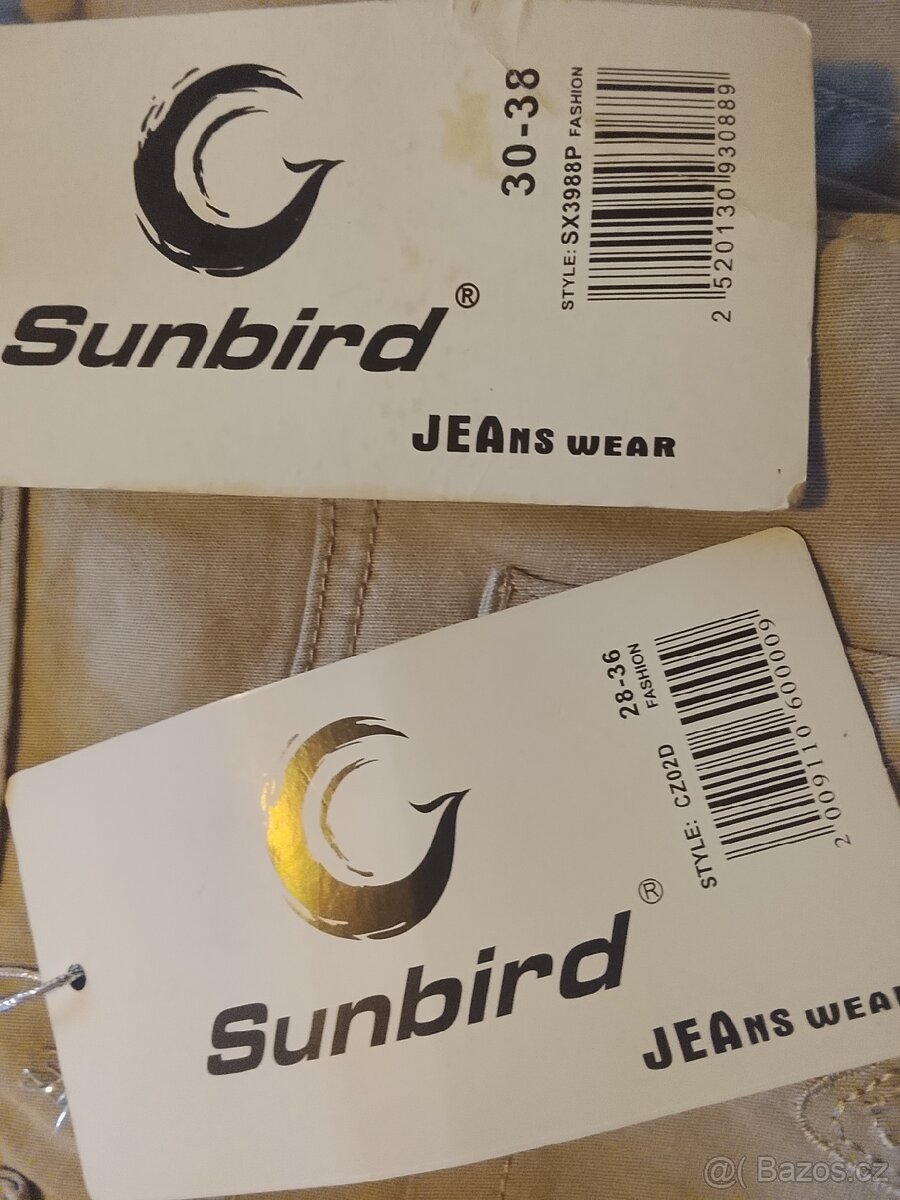 30-38
STYLE: SX3988P FASHION
2 520130 930889
Sunbird®
JEAns WEAR
28-36
FASHION
STYLE: CZ02D
2 009110 600009
Sunbird®
JEAns WEAR
@( Bazos.cz